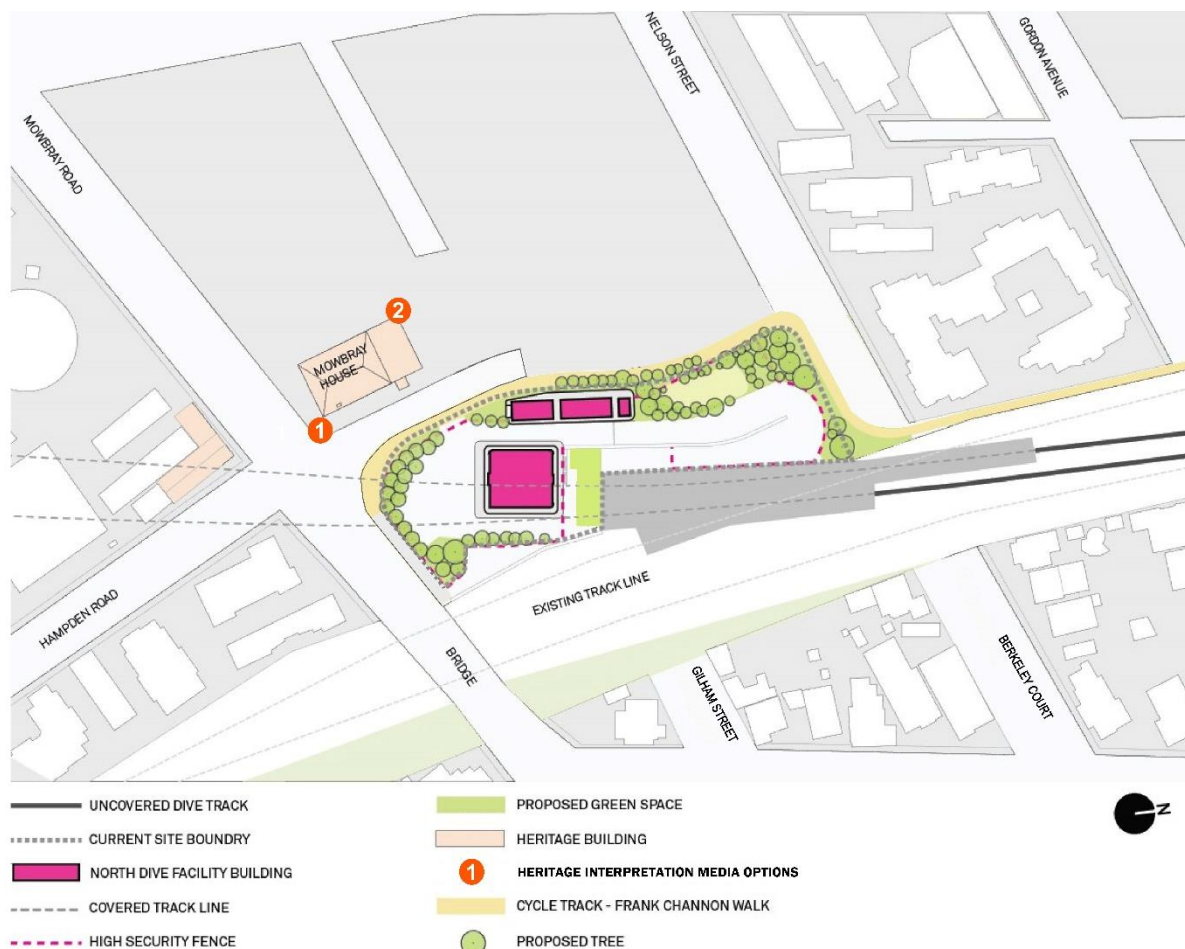 NELSON STREET
GORDON AVENUE
MOWBRAY ROAD
2
MOWBRAY
HOUSE
1
HAMPDEN ROAD
EXISTING TRACK LINE
BRIDGE
GILHAM STREET
BERKELEY COURT
UNCOVERED DIVE TRACK
CURRENT SITE BOUNDRY
NORTH DIVE FACILITY BUILDING
COVERED TRACK LINE
HIGH SECURITY FENCE
PROPOSED GREEN SPACE
HERITAGE BUILDING
1 HERITAGE INTERPRETATION MEDIA OPTIONS
CYCLE TRACK - FRANK CHANNON WALK
PROPOSED TREE
N